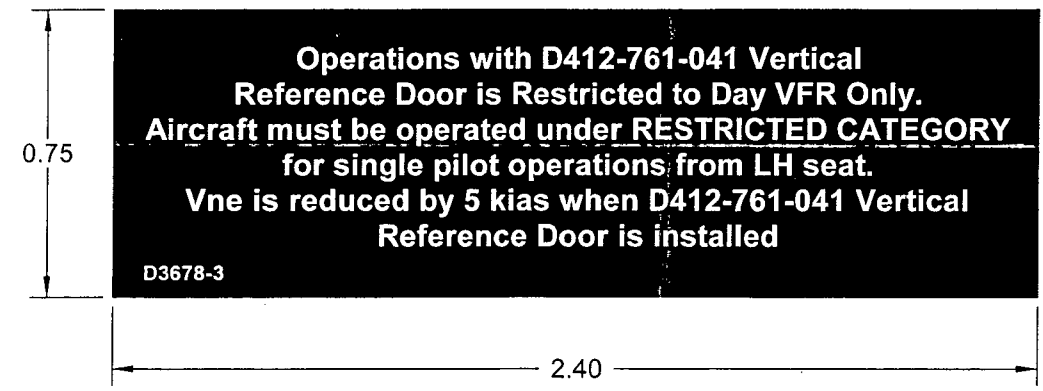 Operations with D412-761-041 Vertical
Reference Door is Restricted to Day VFR Only.
Aircraft must be operated under RESTRICTED CATEGORY
for single pilot operations from LH seat.
Vne is reduced by 5 kias when D412-761-041 Vertical
Reference Door is installed
D3678-3
0.75
2.40